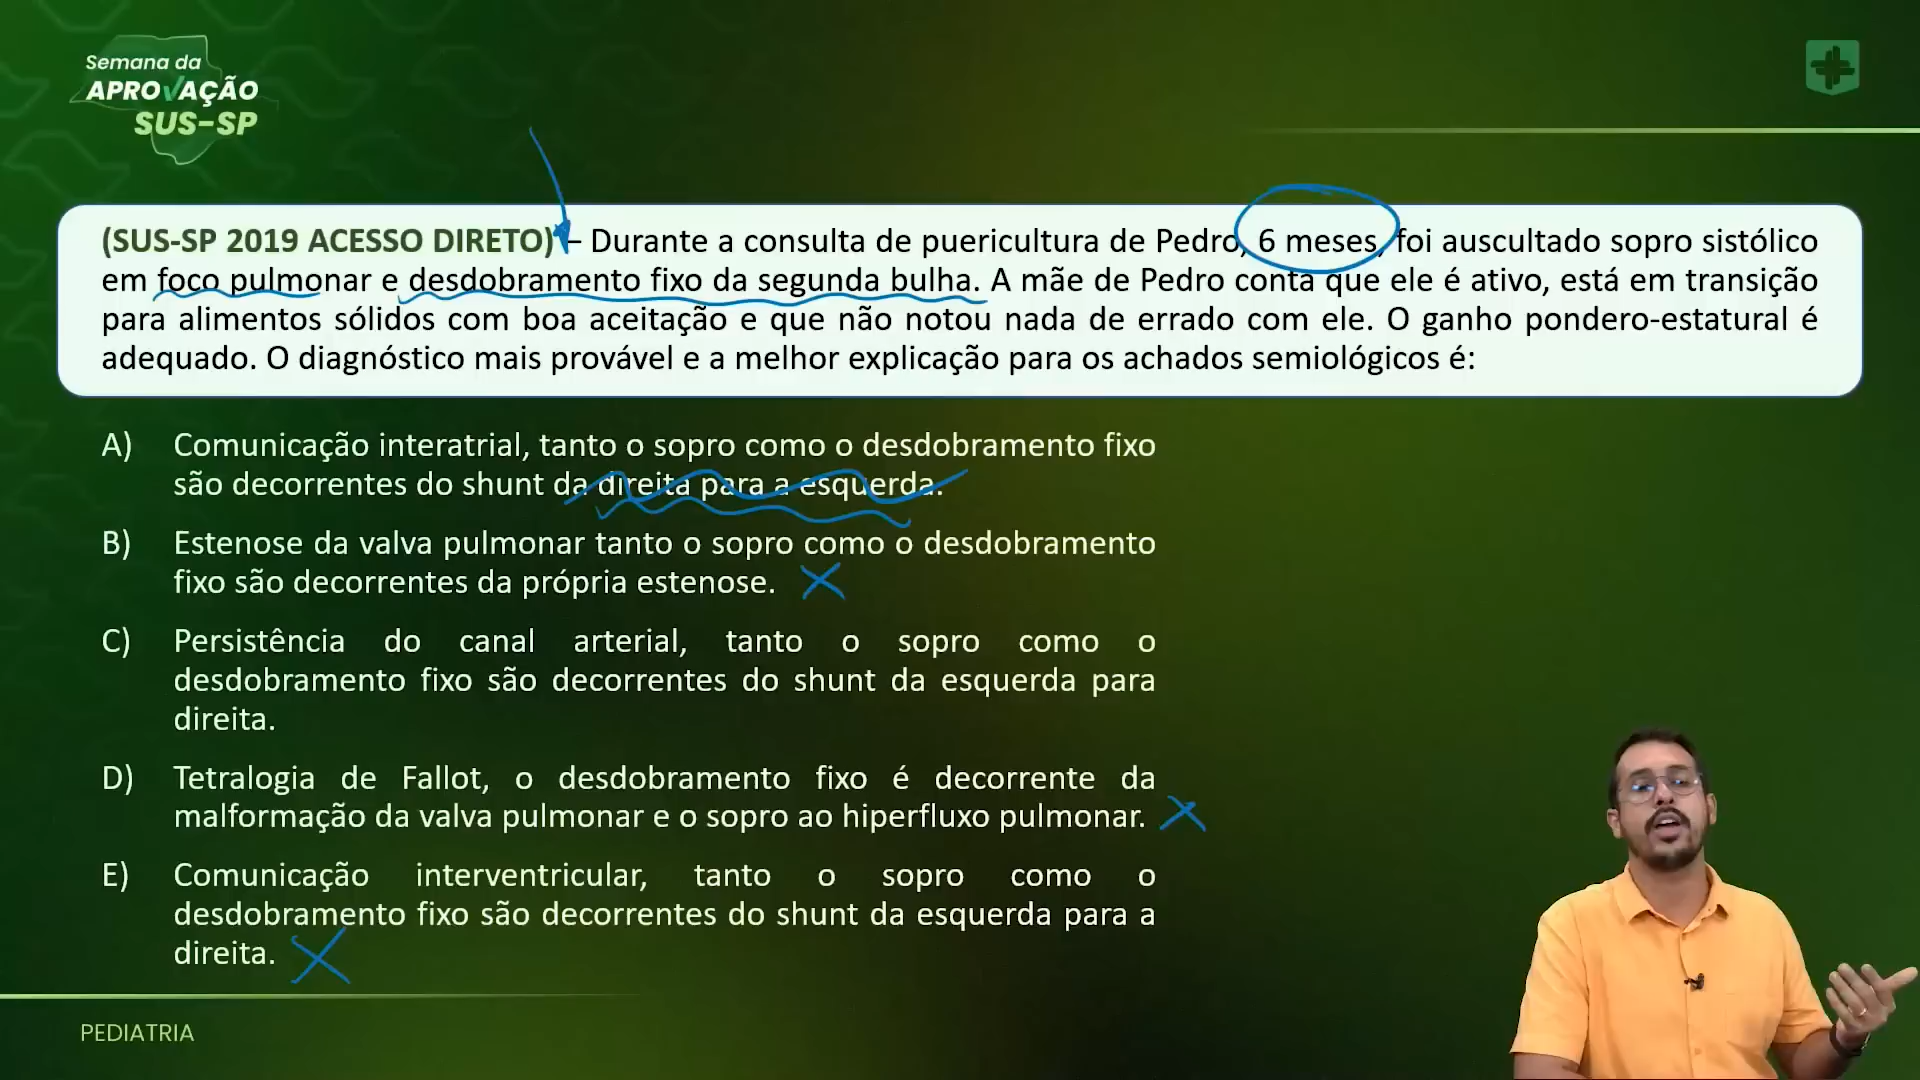 Semana da
APROVAÇÃO
SUS-SP
(SUS-SP 2019 ACESSO DIRETO) – Durante a consulta de puericultura de Pedro, 6 meses, foi auscultado sopro sistólico
em foco pulmonar e desdobramento fixo da segunda bulha. A mãe de Pedro conta que ele é ativo, está em transição
para alimentos sólidos com boa aceitação e que não notou nada de errado com ele. O ganho pondero-estatural é
adequado. O diagnóstico mais provável e a melhor explicação para os achados semiológicos é:
A) Comunicação interatrial, tanto o sopro como o desdobramento fixo
são decorrentes do shunt da direita para a esquerda.
B) Estenose da valva pulmonar tanto o sopro como o desdobramento
fixo são decorrentes da própria estenose.
C) Persistência do canal arterial, tanto o sopro como o
desdobramento fixo são decorrentes do shunt da esquerda para
direita.
D) Tetralogia de Fallot, o desdobramento fixo é decorrente da
malformação da valva pulmonar e o sopro ao hiperfluxo pulmonar.
E) Comunicação interventricular, tanto o sopro como o
desdobramento fixo são decorrentes do shunt da esquerda para a
direita.
PEDIATRIA